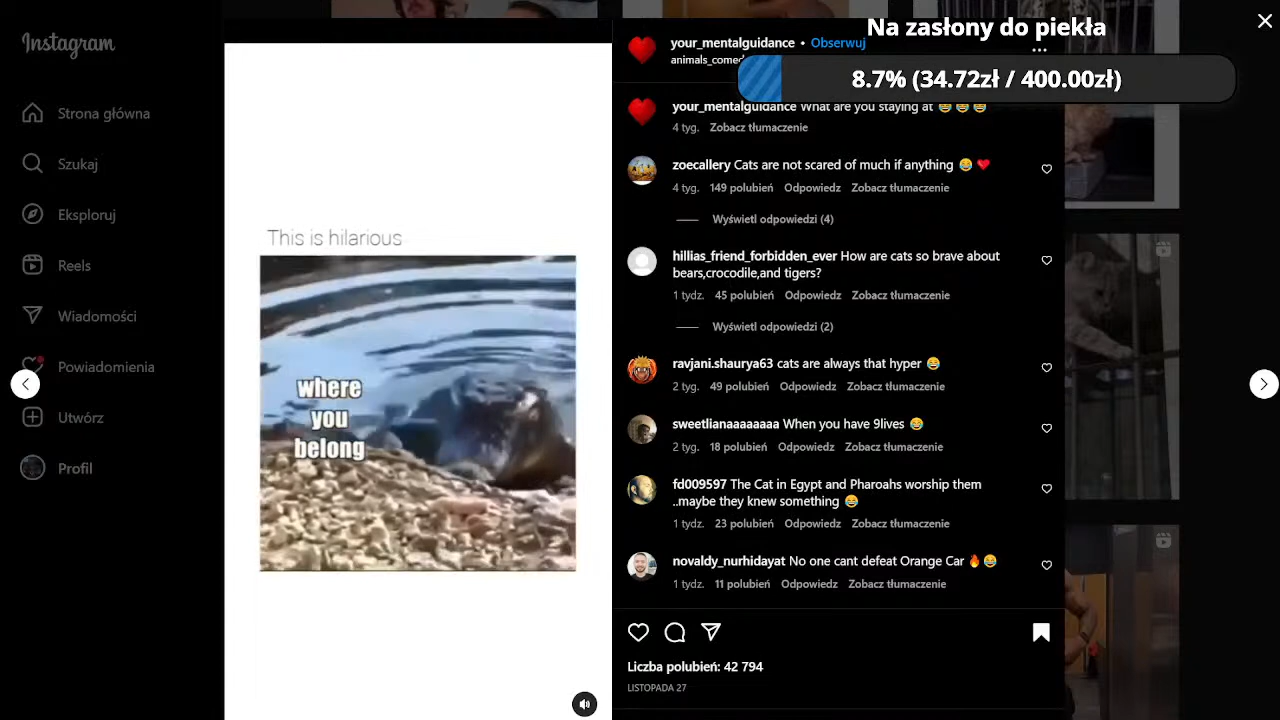 Instagram
Strona główna
Szukaj
Eksploruj
Reels
Wiadomości
Powiadomienia
Utwórz
Profil
This is hilarious
where
you
belong
Na zasłony do piekła
8.7% (34.72zł / 400.00zł)
your_mentalguidance • Obserwuj
animals_comed
your_mentalguidance What are you staying at 😂😂😂
4 tyg. Zobacz tłumaczenie
zoecallery Cats are not scared of much if anything 😂❤️
4 tyg. 149 polubień Odpowiedz Zobacz tłumaczenie
Wyświetl odpowiedzi (4)
hillias_friend_forbidden_ever How are cats so brave about
bears,crocodile,and tigers?
1 tydz. 45 polubień Odpowiedz Zobacz tłumaczenie
Wyświetl odpowiedzi (2)
ravjani.shaurya63 cats are always that hyper 😂
2 tyg. 49 polubień Odpowiedz Zobacz tłumaczenie
sweetlianaaaaaaaa When you have 9lives 😂
2 tyg. 18 polubień Odpowiedz Zobacz tłumaczenie
fd009597 The Cat in Egypt and Pharoahs worship them
..maybe they knew something 😂
1 tydz. 23 polubień Odpowiedz Zobacz tłumaczenie
novaldy_nurhidayat No one cant defeat Orange Car 🔥😂
1 tydz. 11 polubień Odpowiedz Zobacz tłumaczenie
Liczba polubień: 42 794
LISTOPADA 27